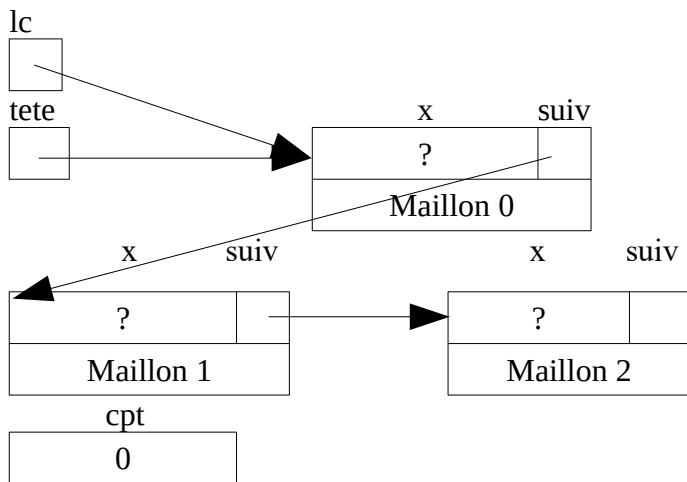 lc
tete
x suiv
?
Maillon 0
x suiv
x suiv
?
?
Maillon 1
Maillon 2
cpt
0